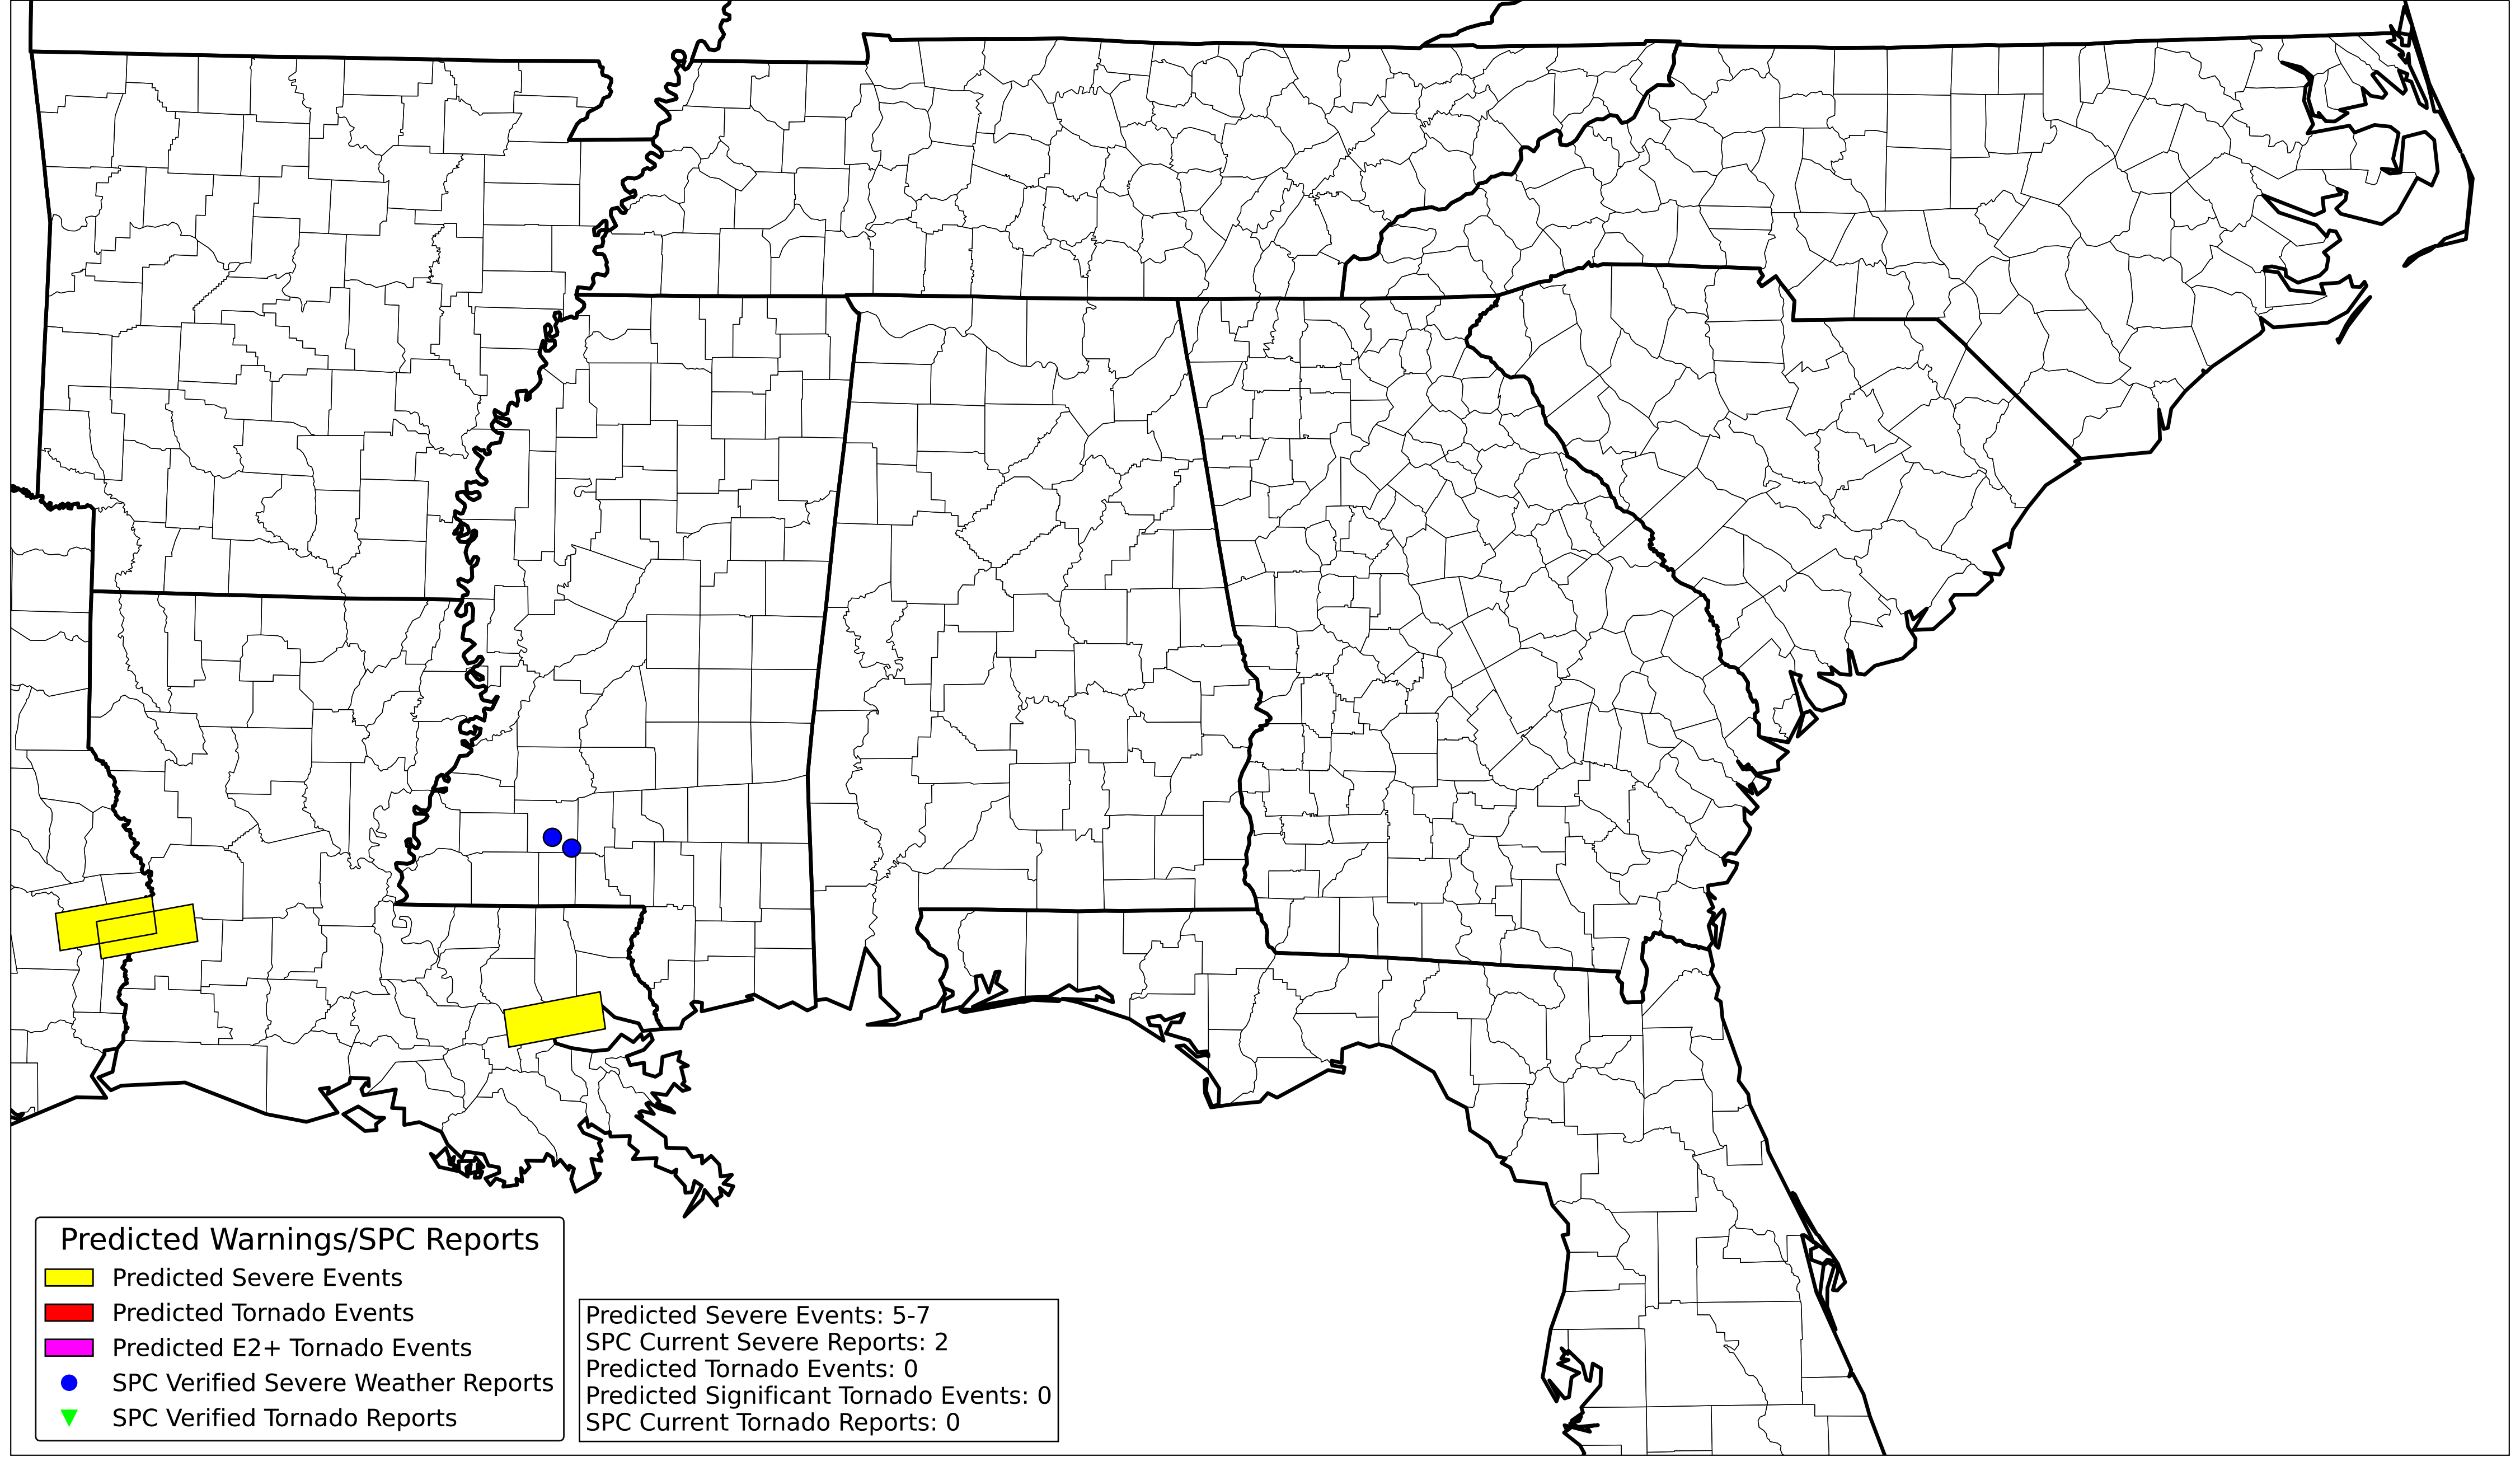 Predicted Warnings/SPC Reports
Predicted Severe Events
Predicted Tornado Events
Predicted E2+ Tornado Events
SPC Verified Severe Weather Reports
SPC Verified Tornado Reports
Predicted Severe Events: 5-7
SPC Current Severe Reports: 2
Predicted Tornado Events: 0
Predicted Significant Tornado Events: 0
SPC Current Tornado Reports: 0